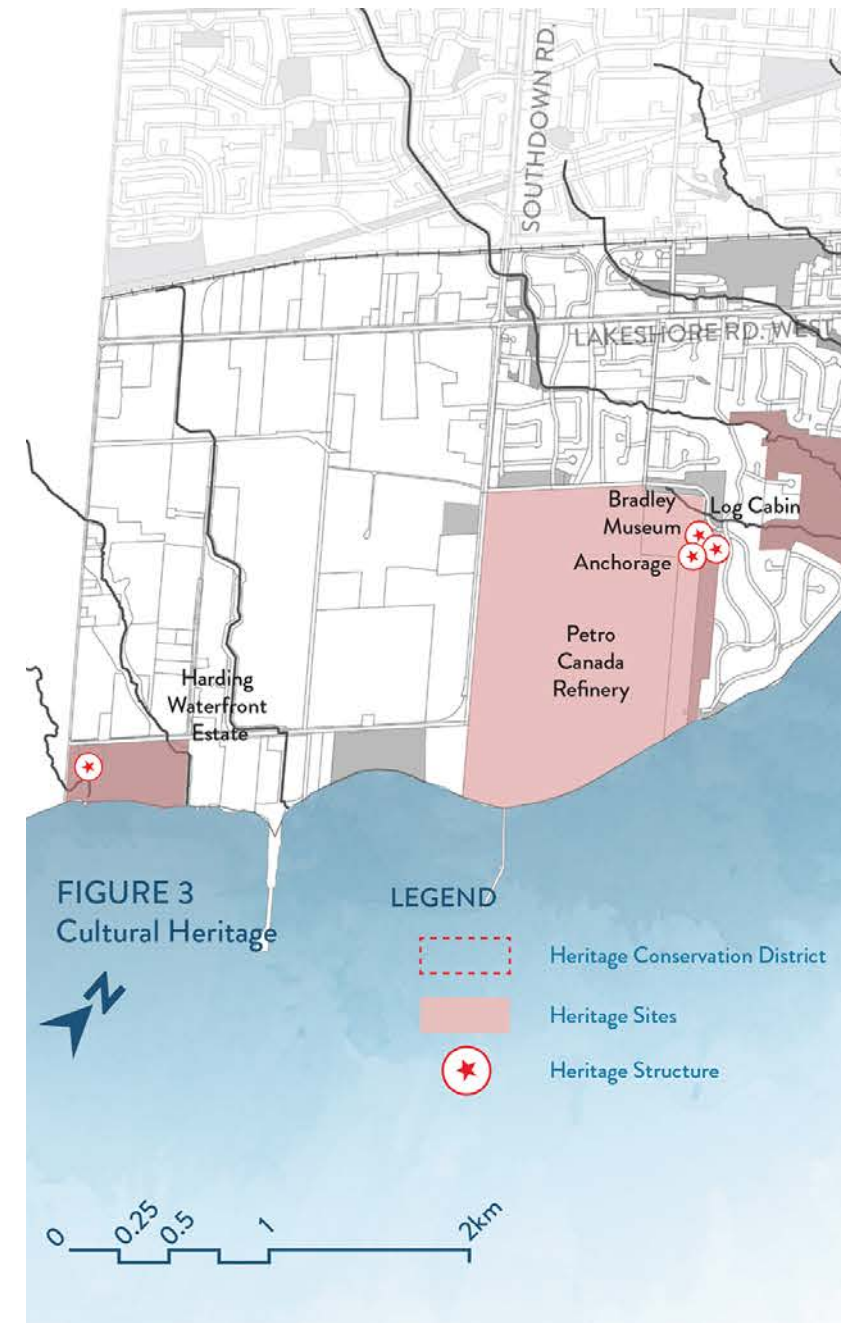 SOUTHDOWN RD.
LAKESHORE RD. WEST
Bradley
Museum
Log Cabin
Anchorage
Petro
Canada
Refinery
Harding
Waterfront
Estate
FIGURE 3
Cultural Heritage
LEGEND
Heritage Conservation District
Heritage Sites
Heritage Structure
N
0 0.25 0.5 1 2km